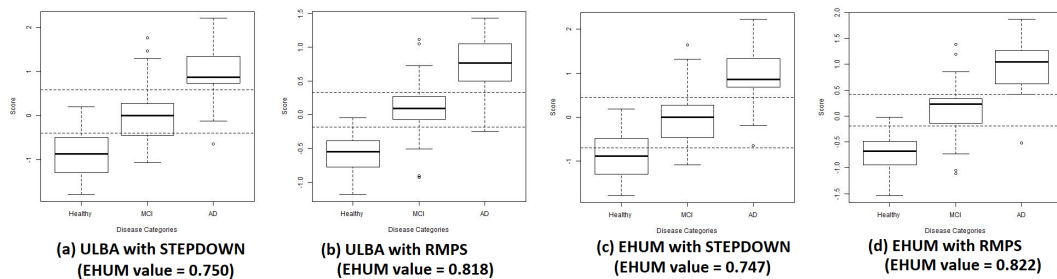 2
1
0
-1
Score
Healthy
MCI
AD
Disease Categories
(a) ULBA with STEPDOWN
(EHUM value = 0.750)
1.5
1.0
0.5
0.0
-0.5
-1.0
Score
Healthy
MCI
AD
Disease Categories
(b) ULBA with RMPS
(EHUM value = 0.818)
2
1
0
-1
Score
Healthy
MCI
AD
Disease Categories
(c) EHUM with STEPDOWN
(EHUM value = 0.747)
2.0
1.5
1.0
0.5
0.0
-0.5
-1.0
-1.5
Score
Healthy
MCI
AD
Disease Categories
(d) EHUM with RMPS
(EHUM value = 0.822)